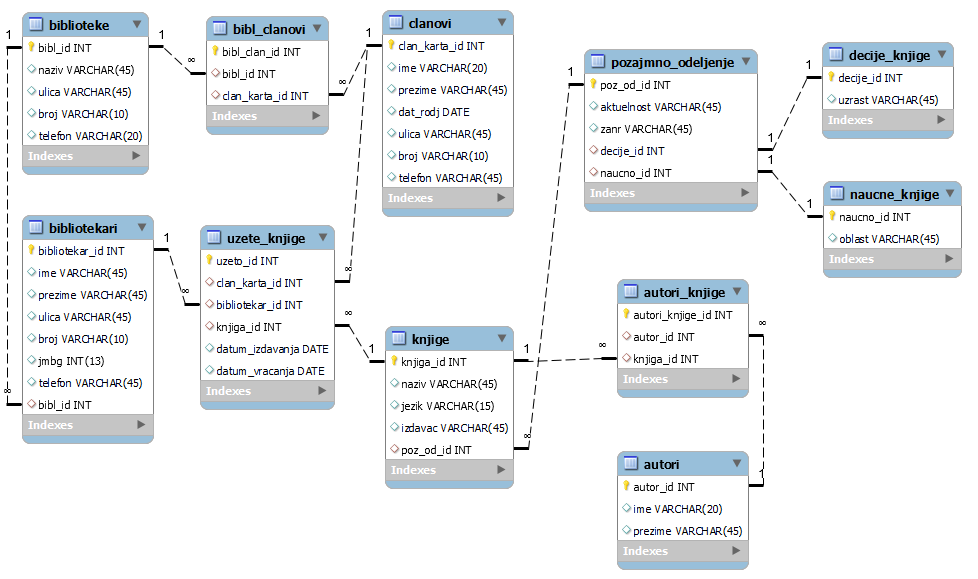 biblioteke
bibl_id INT
naziv VARCHAR(45)
ulica VARCHAR(45)
broj VARCHAR(10)
telefon VARCHAR(20)
Indexes
1
1
∞
bibl_clanovi
bibl_clan_id INT
bibl_id INT
clan_karta_id INT
Indexes
∞
1
clanovi
clan_karta_id INT
ime VARCHAR(20)
prezime VARCHAR(45)
dat_rodj DATE
ulica VARCHAR(45)
broj VARCHAR(10)
telefon VARCHAR(45)
Indexes
1
pozajmno_odeljenje
poz_od_id INT
aktuelnost VARCHAR(45)
zanr VARCHAR(45)
decije_id INT
naucno_id INT
Indexes
1
1
1
1
decije_knjige
decije_id INT
uzrast VARCHAR(45)
Indexes
naucne_knjige
naucno_id INT
oblast VARCHAR(45)
Indexes
bibliotekari
bibliotekar_id INT
ime VARCHAR(45)
prezime VARCHAR(45)
ulica VARCHAR(45)
broj VARCHAR(10)
jmbg INT(13)
telefon VARCHAR(45)
bibl_id INT
Indexes
∞
1
∞
uzete_knjige
uzeto_id INT
clan_karta_id INT
bibliotekar_id INT
knjiga_id INT
datum_izdavanja DATE
datum_vracanja DATE
Indexes
∞
∞
1
knjige
knjiga_id INT
naziv VARCHAR(45)
jezik VARCHAR(15)
izdavac VARCHAR(45)
poz_od_id INT
Indexes
1
∞
∞
autori_knjige
autori_knjige_id INT
autor_id INT
knjiga_id INT
Indexes
∞
1
autori
autor_id INT
ime VARCHAR(20)
prezime VARCHAR(45)
Indexes